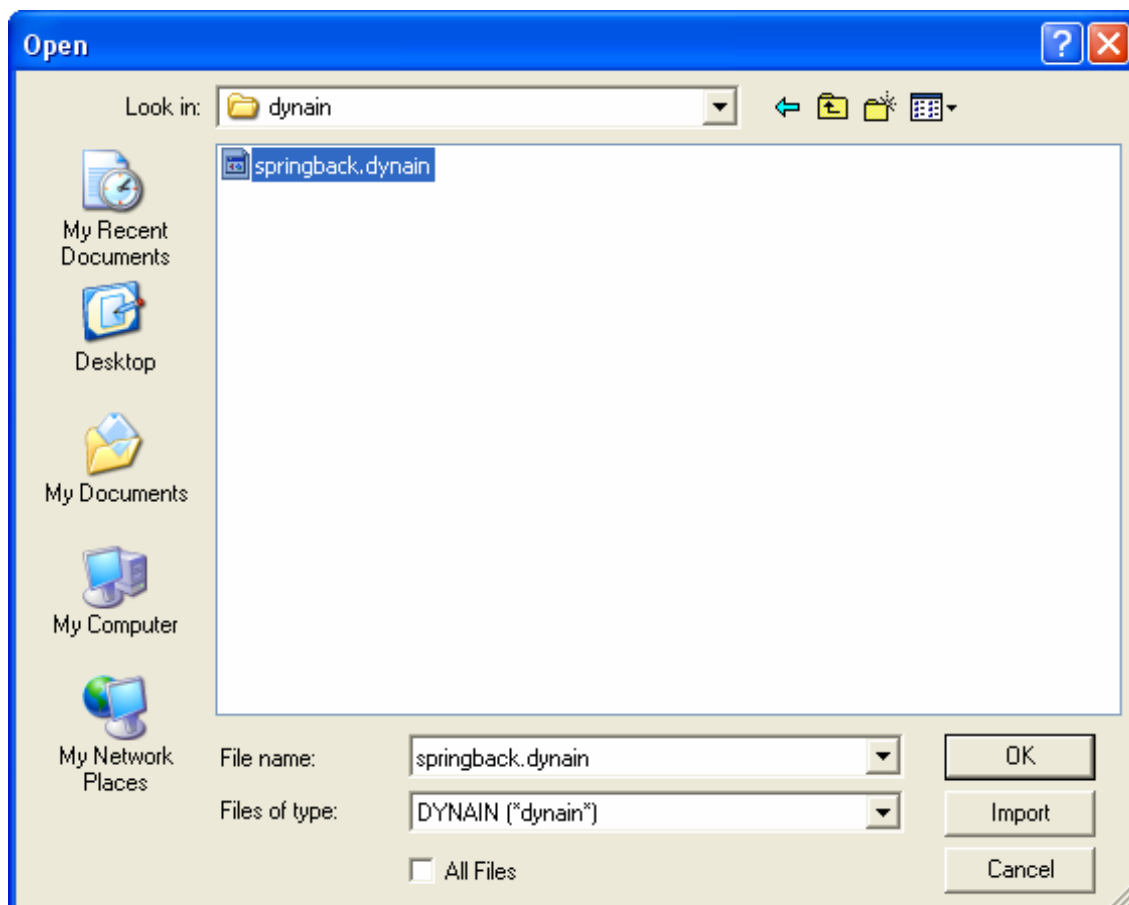 Open
Look in: dynain
springback.dynain
My Recent
Documents
Desktop
My Documents
My Computer
My Network
Places
File name: springback.dynain OK
Files of type: DYNAIN (*dynain*) Import
All Files Cancel